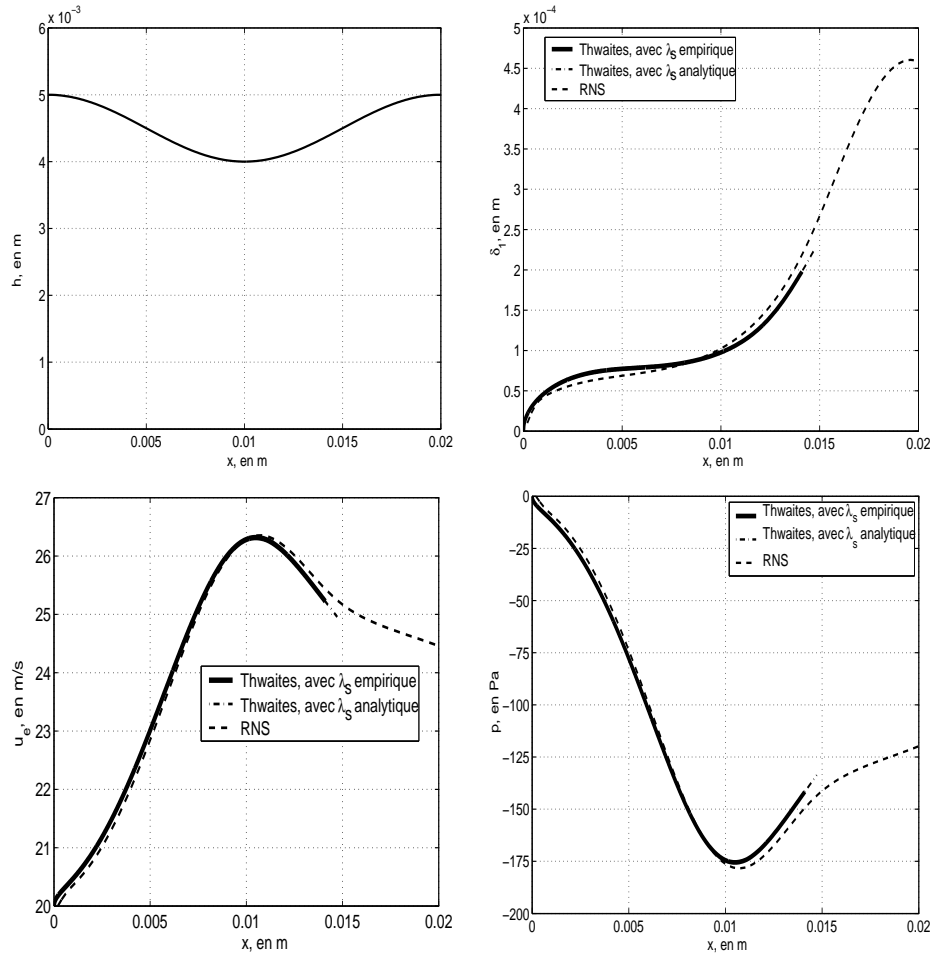 x 10⁻³
6
5
4
3
2
1
0
0 0.005 0.01 0.015 0.02
h, en m
x, en m
x 10⁻⁴
5
4.5
4
3.5
3
2.5
2
1.5
1
0.5
0
0 0.005 0.01 0.015 0.02
δ₁, en m
x, en m
Thwaites, avec λS empirique
Thwaites, avec λS analytique
RNS
27
26
25
24
23
22
21
20
0 0.005 0.01 0.015 0.02
uₑ, en m/s
x, en m
Thwaites, avec λS empirique
Thwaites, avec λS analytique
RNS
0
−25
−50
−75
−100
−125
−150
−175
−200
0 0.005 0.01 0.015 0.02
p, en Pa
x, en m
Thwaites, avec λs empirique
Thwaites, avec λs analytique
RNS